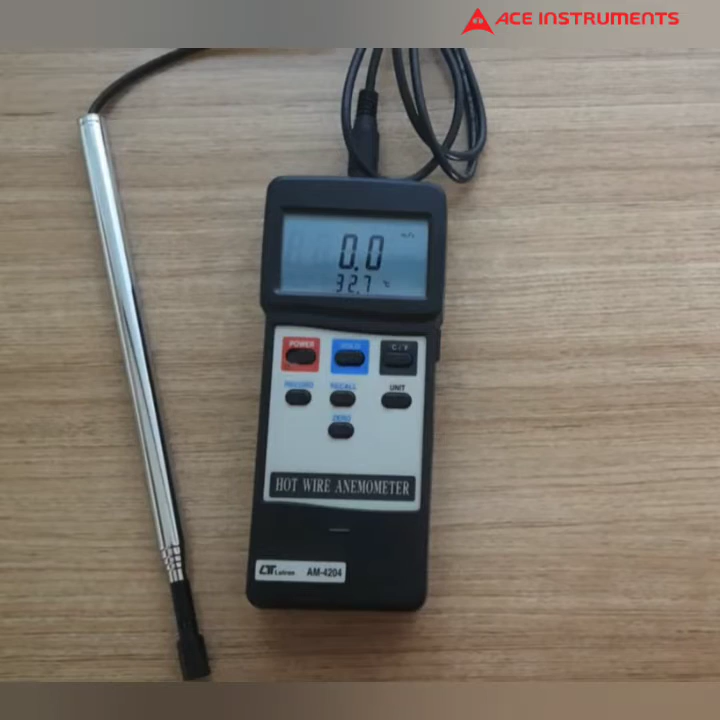 ACE INSTRUMENTS
0.0
32.7 °C
POWER
HOLD
C / F
RECORD
RECALL
UNIT
ZERO
HOT WIRE ANEMOMETER
Lutron AM-4204